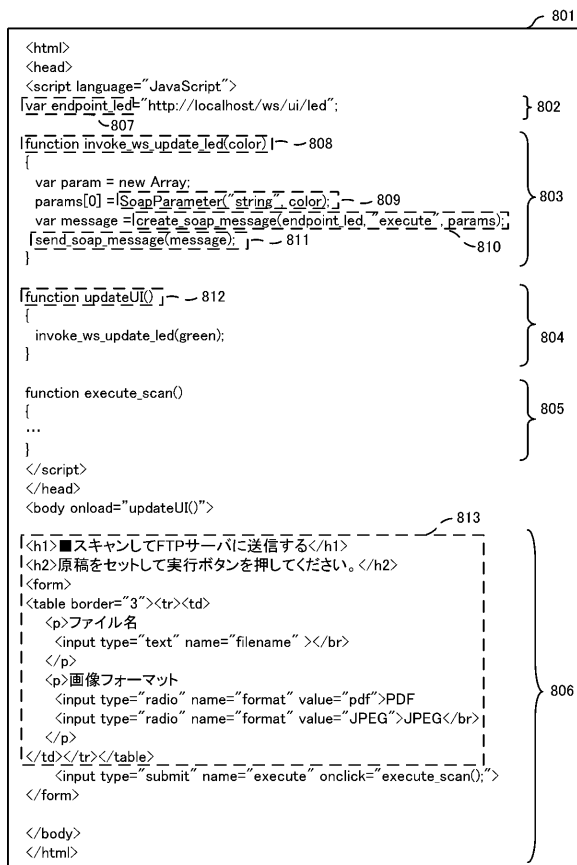 801
<html>
<head>
<script language="JavaScript">
var endpoint_led="http://localhost/ws/ui/led";
802
807
function invoke_ws_update_led(color)
808
{
var param = new Array;
params[0] = SoapParameter("string", color);
809
803
var message = create_soap_message(endpoint_led, "execute", params);
send_soap_message(message);
811
810
}
function updateUI()
812
{
invoke_ws_update_led(green);
804
}
function execute_scan()
{
805
...
}
</script>
</head>
<body onload="updateUI()">
813
<h1>■スキャンしてFTPサーバに送信する</h1>
<h2>原稿をセットして実行ボタンを押してください。</h2>
<form>
<table border="3"><tr><td>
<p>ファイル名
<input type="text" name="filename" ></br>
</p>
<p>画像フォーマット
<input type="radio" name="format" value="pdf">PDF
806
<input type="radio" name="format" value="JPEG">JPEG</br>
</p>
</td></tr></table>
<input type="submit" name="execute" onclick="execute_scan();">
</form>
</body>
</html>